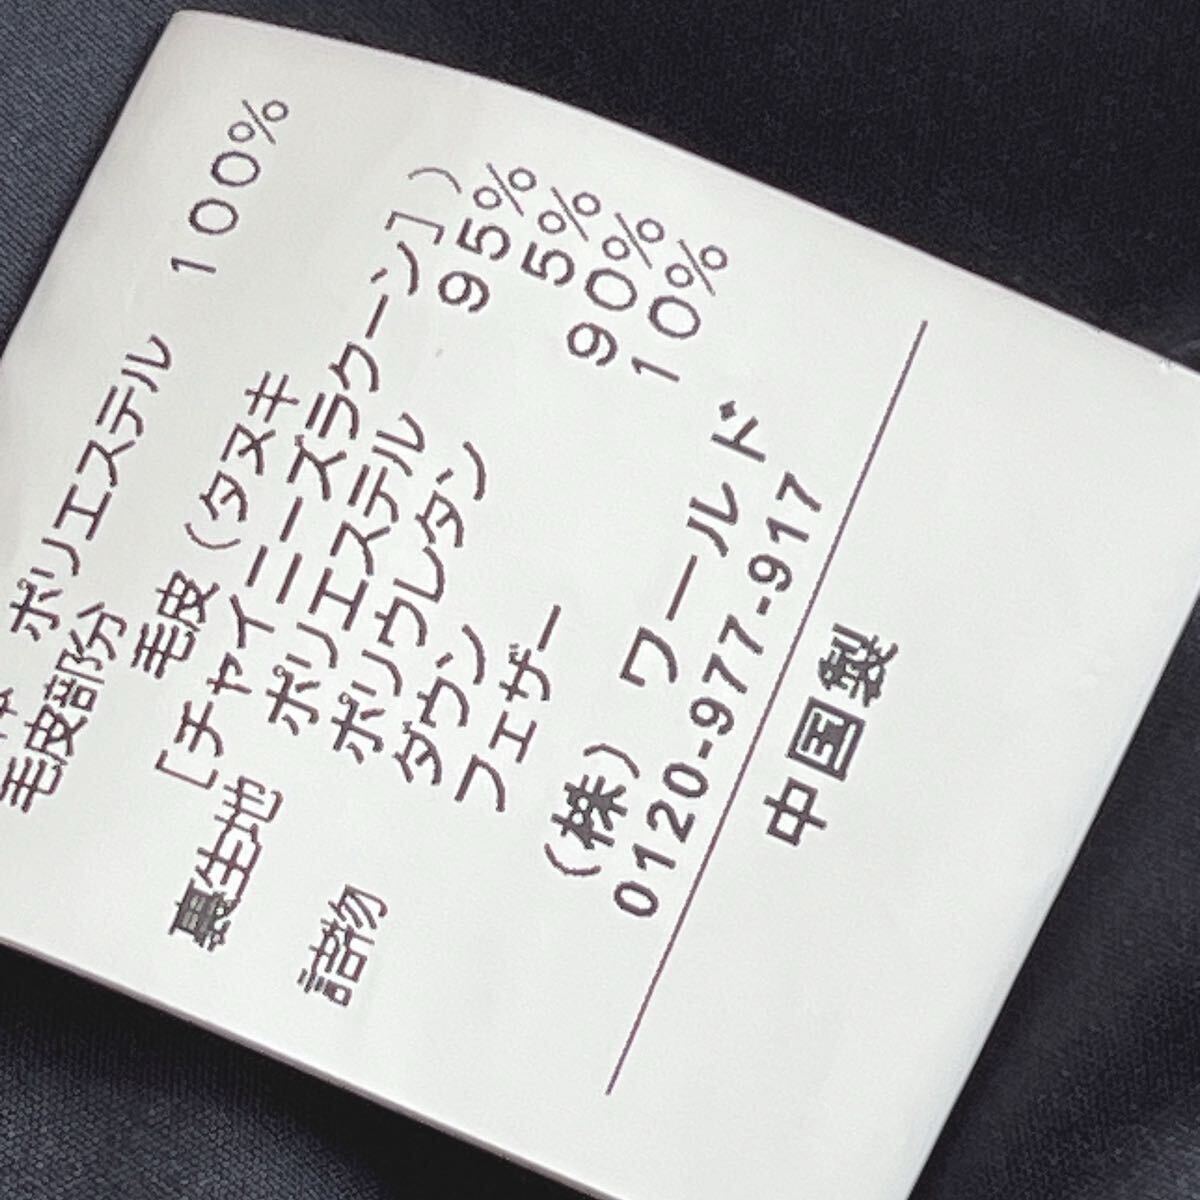 ポリエステル 100%
毛皮部分
毛皮(タヌキ
[チャイニーズラクーン])
裏生地 ポリエステル 95%
ポリウレタン 5%
詰物 ダウン 90%
フェザー 10%
(株)ワールド
0120-977-917
中国製